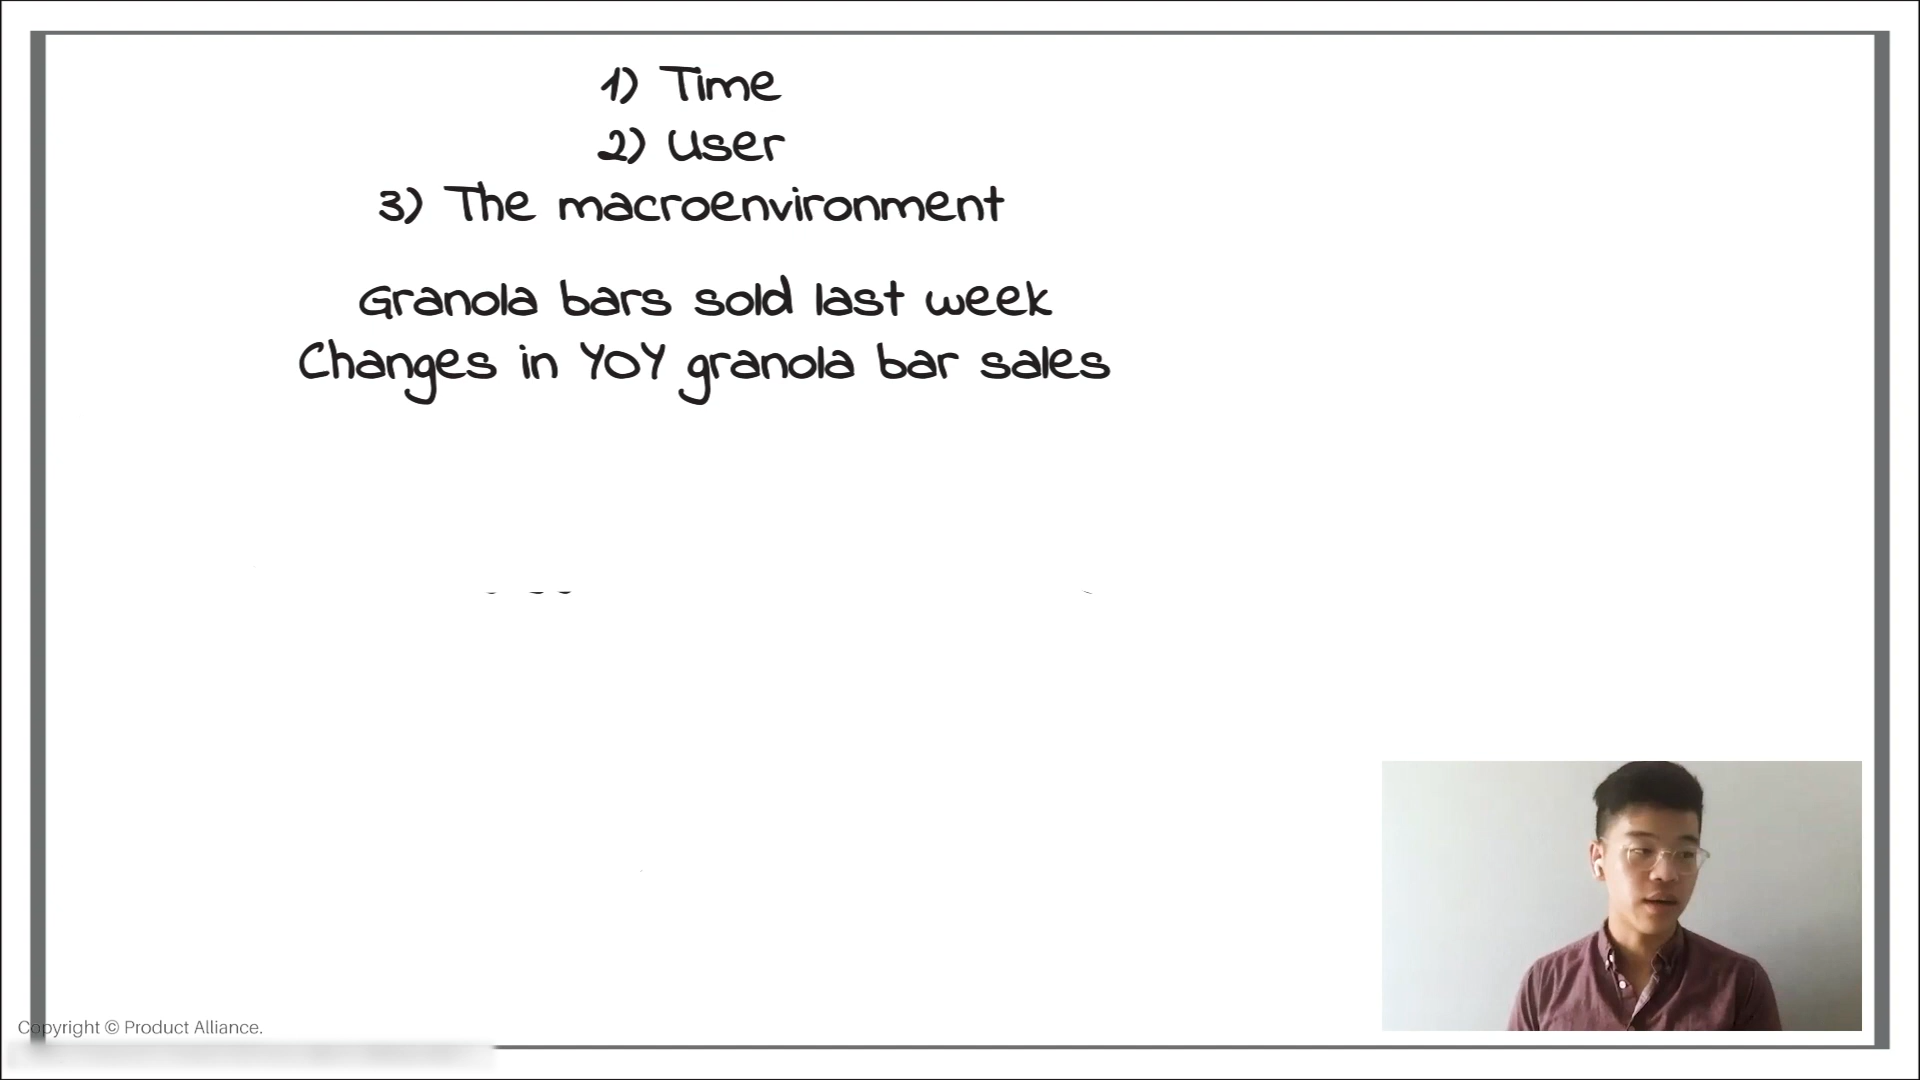 1) Time
2) User
3) The macroenvironment
Granola bars sold last week
Changes in YOY granola bar sales
Copyright © Product Alliance.